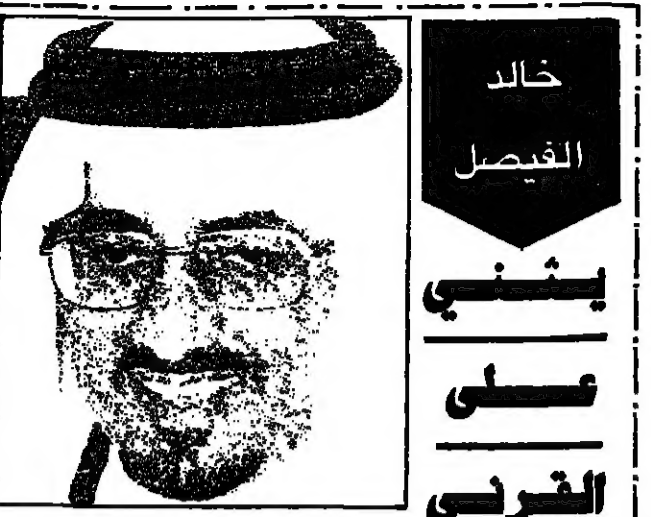 خالد
الفيصل
يثني
على
القرني